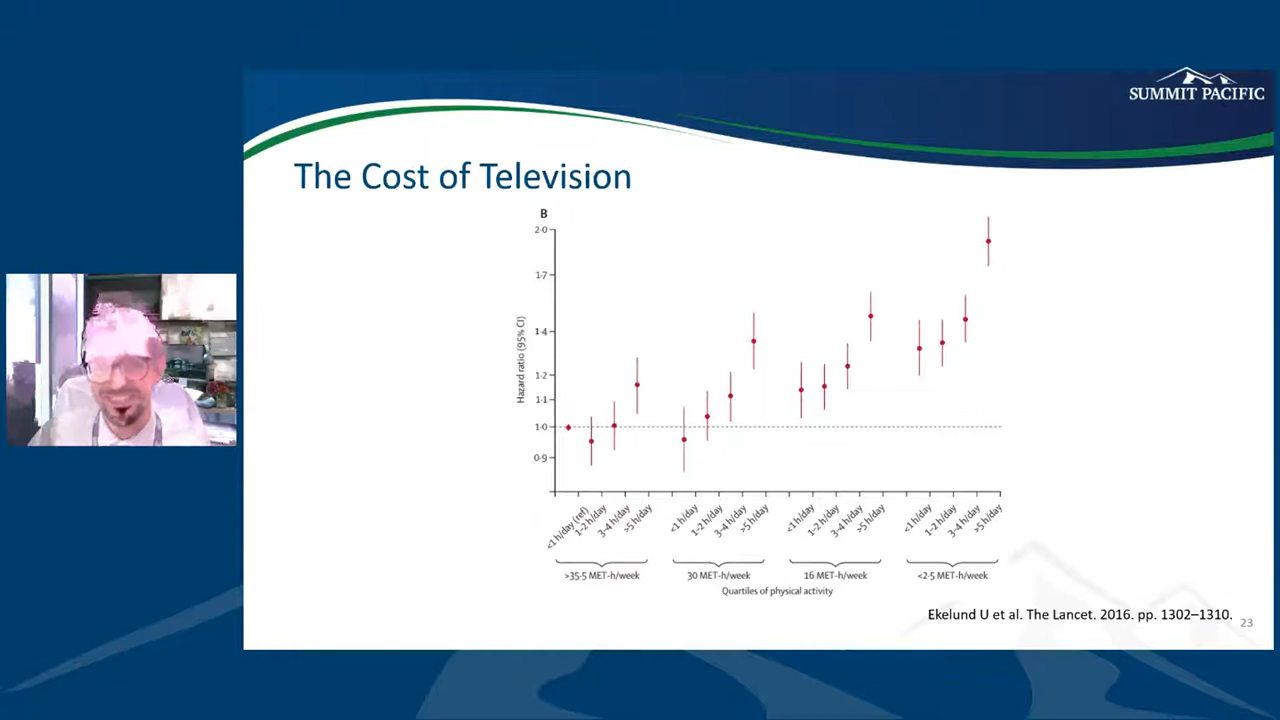 SUMMIT PACIFIC
The Cost of Television
B
2·0
1·7
1·4
1·2
1·1
1·0
0·9
Hazard ratio (95% CI)
<1 h/day (ref)
1-2 h/day
3-4 h/day
>5 h/day
<1 h/day
1-2 h/day
3-4 h/day
>5 h/day
<1 h/day
1-2 h/day
3-4 h/day
>5 h/day
<1 h/day
1-2 h/day
3-4 h/day
>5 h/day
>35·5 MET-h/week
30 MET-h/week
16 MET-h/week
<2·5 MET-h/week
Quartiles of physical activity
Ekelund U et al. The Lancet. 2016. pp. 1302–1310.
23